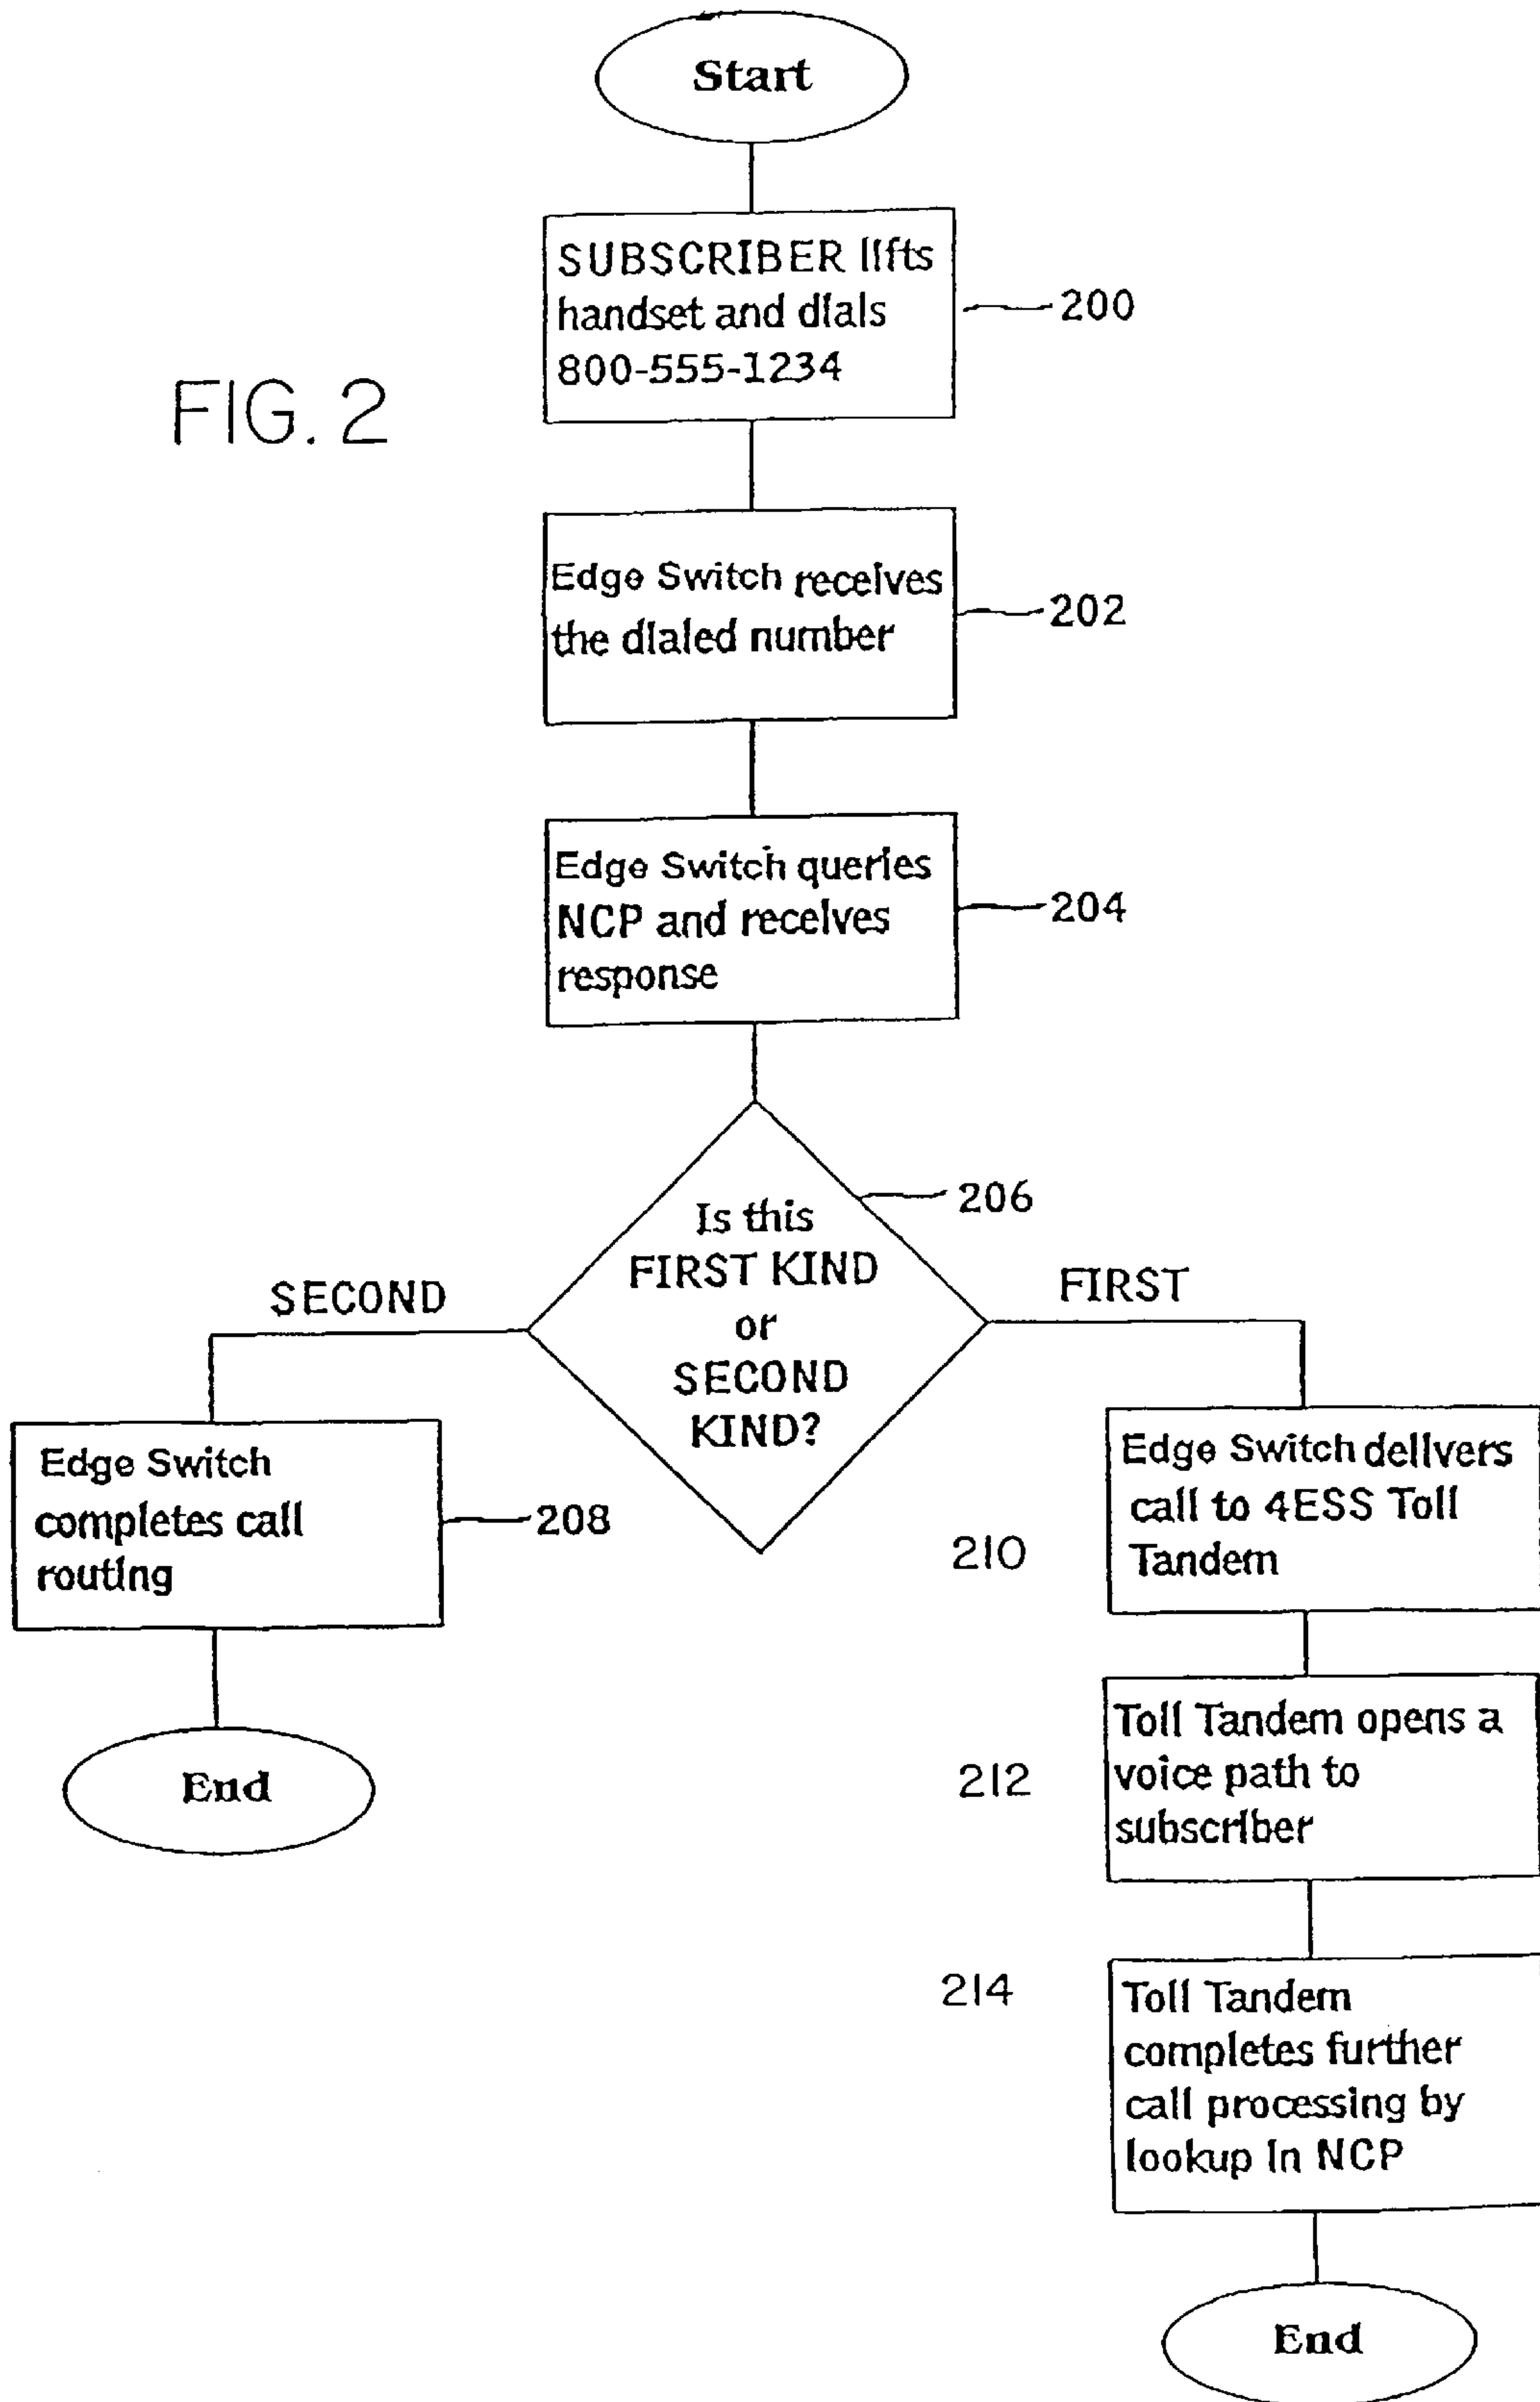 Start
SUBSCRIBER lifts
handset and dials
800-555-1234
200
FIG. 2
Edge Switch receives
the dialed number
202
Edge Switch queries
NCP and receives
response
204
Is this
FIRST KIND
or
SECOND
KIND?
206
SECOND
FIRST
Edge Switch
completes call
routing
208
End
Edge Switch delivers
call to 4ESS Toll
Tandem
210
Toll Tandem opens a
voice path to
subscriber
212
Toll Tandem
completes further
call processing by
lookup in NCP
214
End